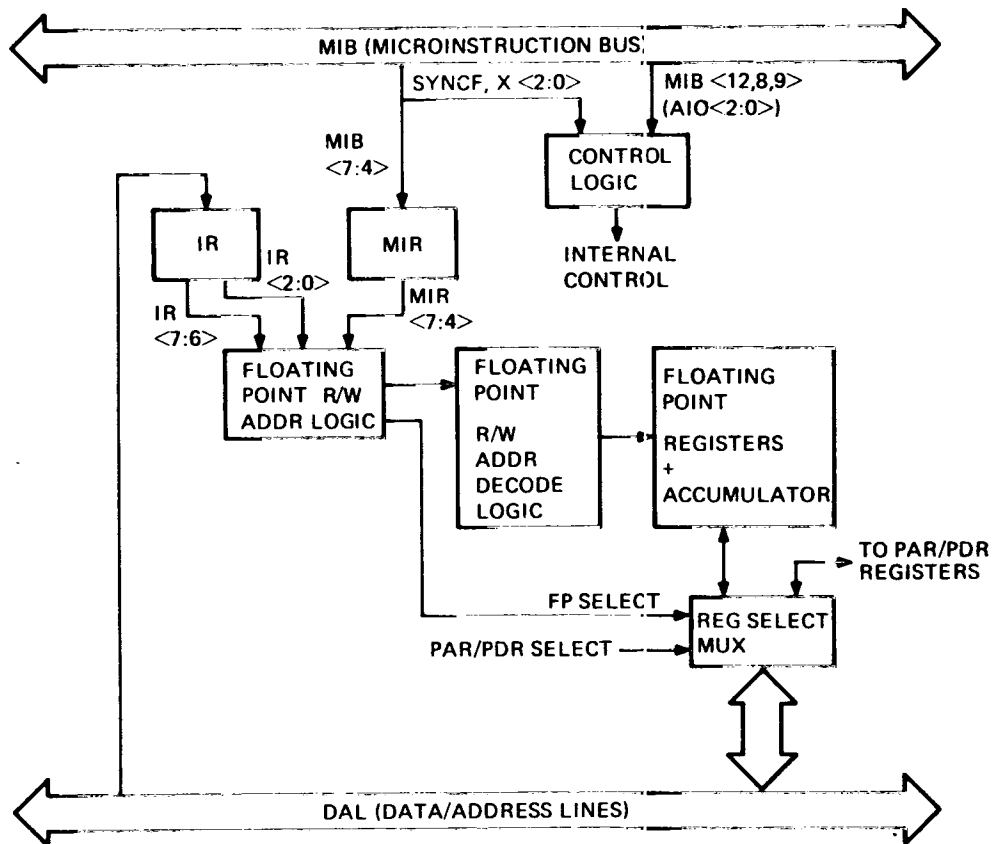 MIB (MICROINSTRUCTION BUS)
SYNCF, X <2:0>
MIB <12,8,9>
(AIO<2:0>)
MIB
<7:4>
CONTROL
LOGIC
IR
MIR
IR
<2:0>
INTERNAL
CONTROL
IR
<7:6>
MIR
<7:4>
FLOATING
POINT R/W
ADDR LOGIC
FLOATING
POINT
R/W
ADDR
DECODE
LOGIC
FLOATING
POINT
REGISTERS
+
ACCUMULATOR
TO PAR/PDR
REGISTERS
FP SELECT
PAR/PDR SELECT
REG SELECT
MUX
DAL (DATA/ADDRESS LINES)